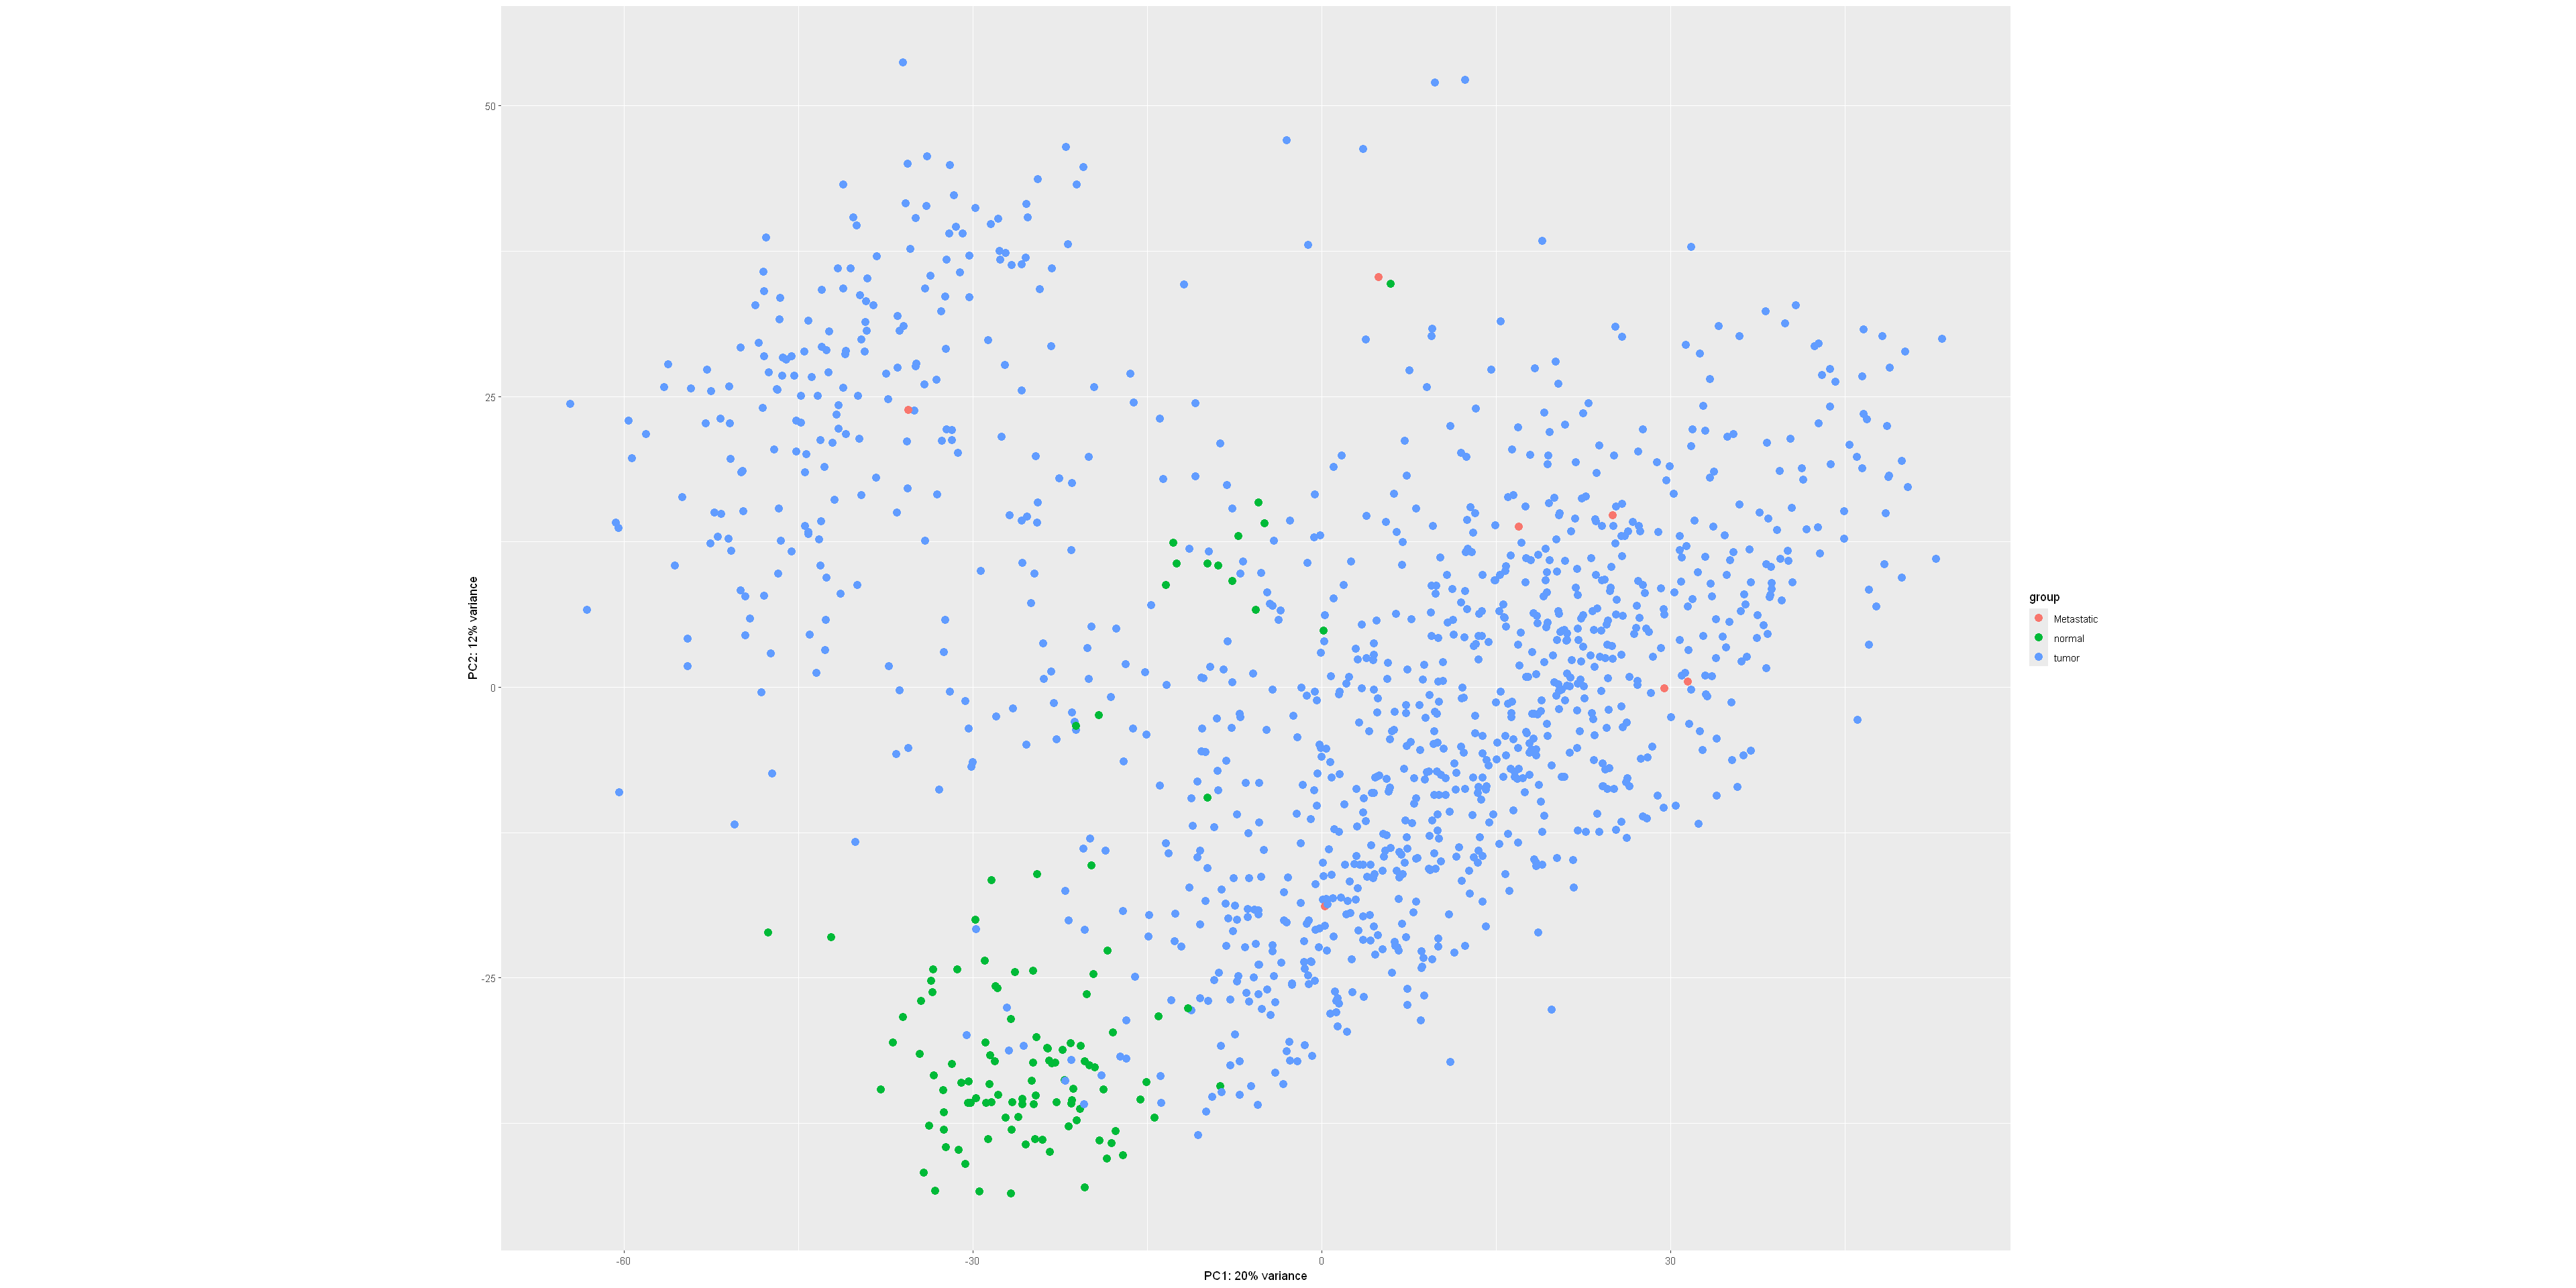 50
25
0
-25
-60
-30
0
30
PC2: 12% variance
PC1: 20% variance
group
Metastatic
normal
tumor